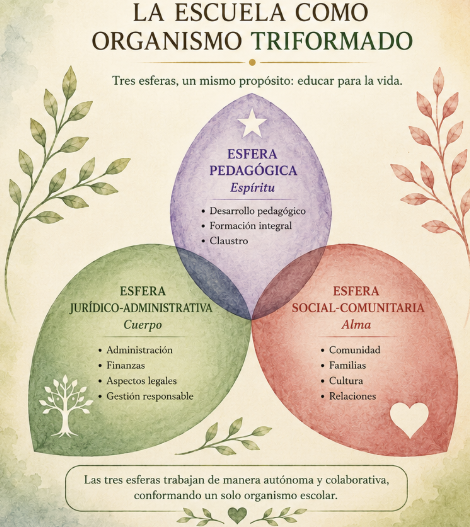 LA ESCUELA COMO
ORGANISMO TRIFORMADO
Tres esferas, un mismo propósito: educar para la vida.
ESFERA
PEDAGÓGICA
Espíritu
• Desarrollo pedagógico
• Formación integral
• Claustro
ESFERA
JURÍDICO-ADMINISTRATIVA
Cuerpo
• Administración
• Finanzas
• Aspectos legales
• Gestión responsable
ESFERA
SOCIAL-COMUNITARIA
Alma
• Comunidad
• Familias
• Cultura
• Relaciones
Las tres esferas trabajan de manera autónoma y colaborativa,
conformando un solo organismo escolar.